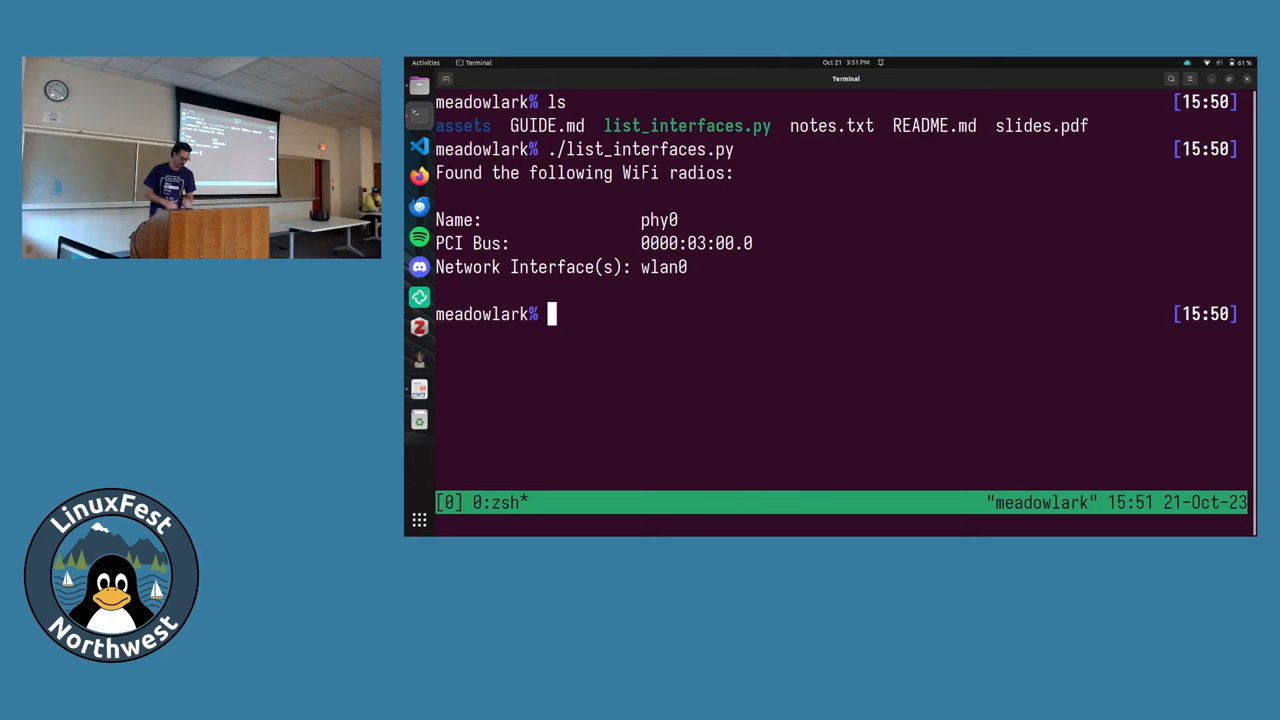 Activities
Terminal
Oct 21 3:51 PM
61 %
Terminal
meadowlark% ls [15:50]
assets GUIDE.md list_interfaces.py notes.txt README.md slides.pdf
meadowlark% ./list_interfaces.py [15:50]
Found the following WiFi radios:
Name: phy0
PCI Bus: 0000:03:00.0
Network Interface(s): wlan0
meadowlark% [15:50]
[0] 0:zsh* "meadowlark" 15:51 21-Oct-23
LinuxFest
Northwest